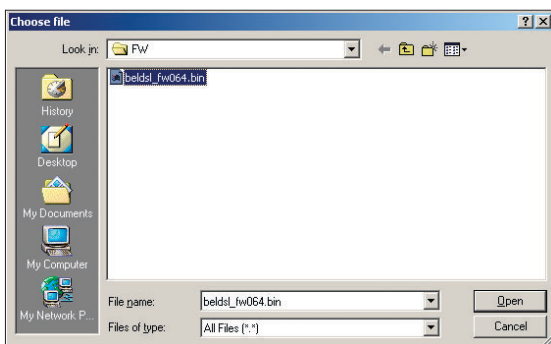 Choose file
Look in:
FW
beldsl_fw064.bin
History
Desktop
My Documents
My Computer
My Network P...
File name:
beldsl_fw064.bin
Open
Files of type:
All Files (*.*)
Cancel